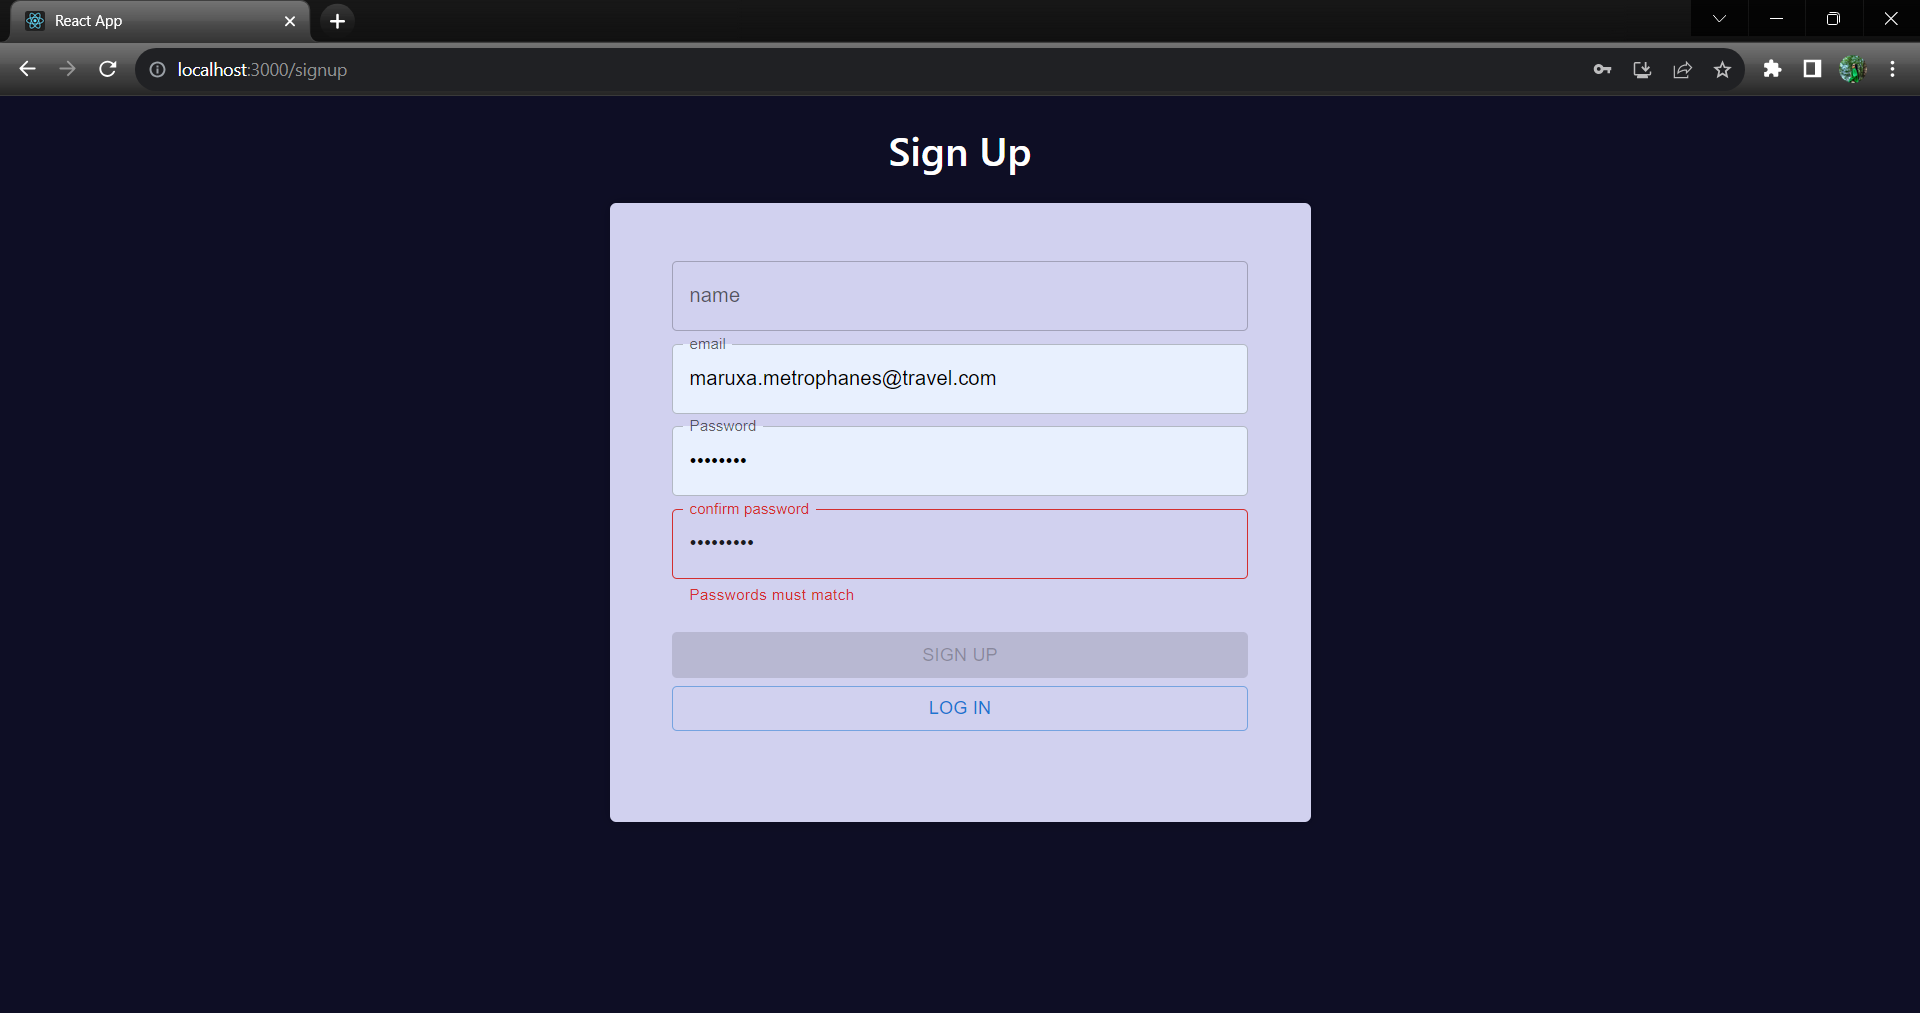 React App
localhost:3000/signup
Sign Up
name
email
maruxa.metrophanes@travel.com
Password
••••••••
confirm password
•••••••••
Passwords must match
SIGN UP
LOG IN